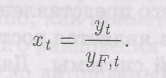 x_t = \frac{y_t}{y_{F,t}}.